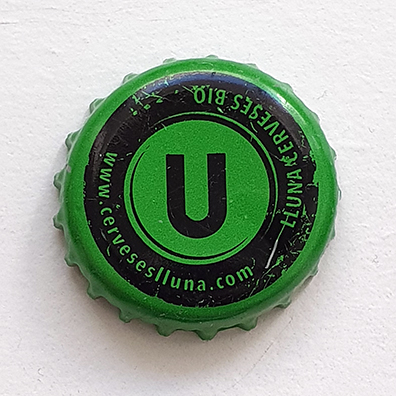 LLUNA CERVESES BIO
U
www.cerveseslluna.com